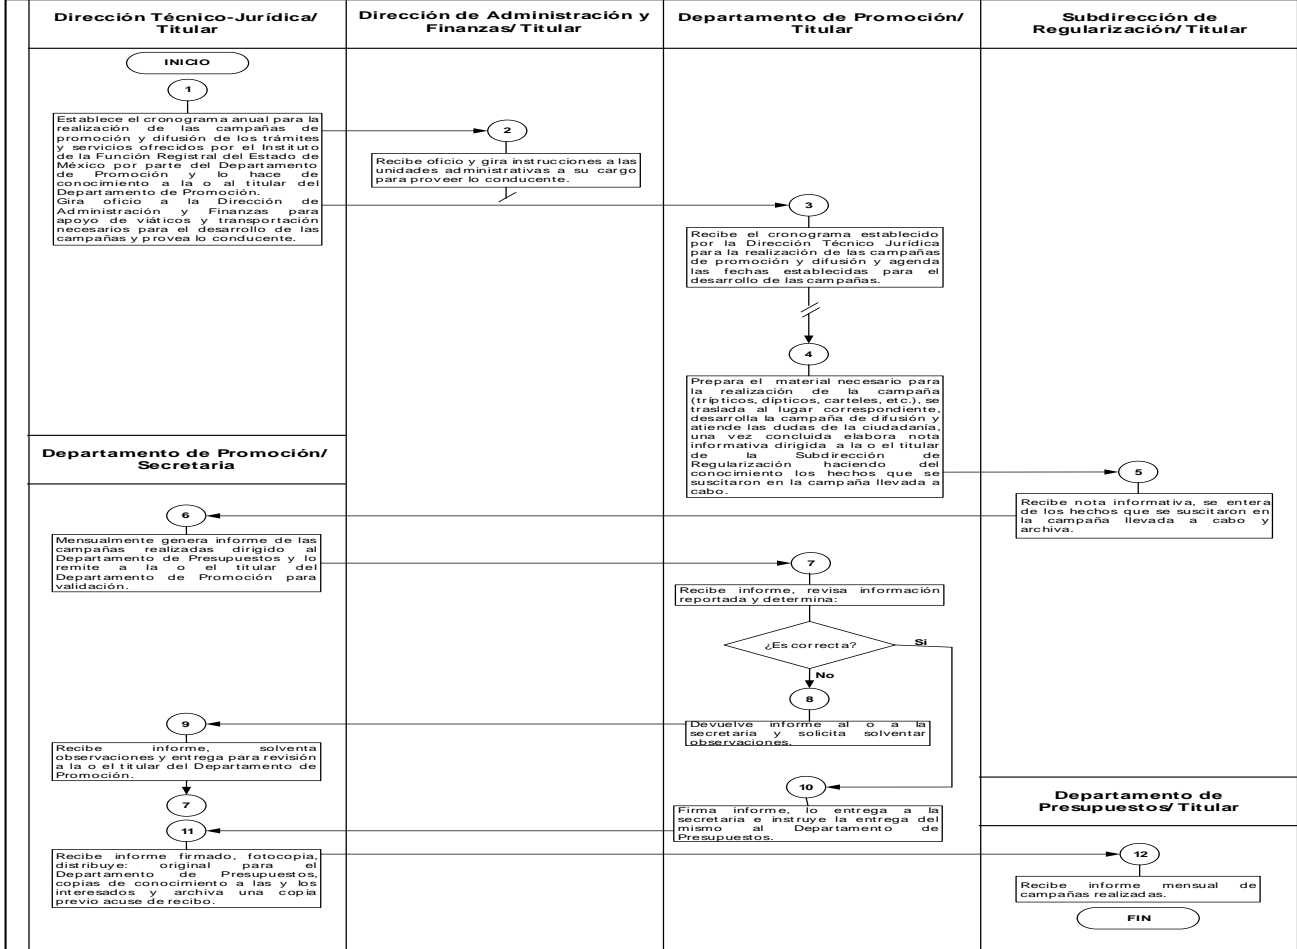 Dirección Técnico-Jurídica/
Titular
Dirección de Administración y
Finanzas/ Titular
Departamento de Promoción/
Titular
Subdirección de
Regularización/ Titular
INICIO
1
Establece el cronograma anual para la
realización de las campañas de
promoción y difusión de los trámites
y servicios ofrecidos por el Instituto
de la Función Registral del Estado de
México por parte del Departamento
de Promoción y lo hace de
conocimiento a la o al titular del
Departamento de Promoción.
Gira oficio a la Dirección de
Administración y Finanzas para
apoyo de viáticos y transportación
necesarios para el desarrollo de las
campañas y provea lo conducente.
2
Recibe oficio y gira instrucciones a las
unidades administrativas a su cargo
para proveer lo conducente.
3
Recibe el cronograma establecido
por la Dirección Técnico Jurídica
para la realización de las campañas
de promoción y difusión y agenda
las fechas establecidas para el
desarrollo de las campañas.
4
Prepara el material necesario para
la realización de la campaña
(trípticos, dípticos, carteles, etc.), se
traslada al lugar correspondiente,
desarrolla la campaña de difusión y
atiende las dudas de la ciudadanía,
una vez concluida elabora nota
informativa dirigida a la o el titular
de la Subdirección de
Regularización haciendo del
conocimiento los hechos que se
suscitaron en la campaña llevada a
cabo.
5
Recibe nota informativa, se entera
de los hechos que se suscitaron en
la campaña llevada a cabo y
archiva.
Departamento de Promoción/
Secretaria
6
Mensualmente genera informe de las
campañas realizadas dirigido al
Departamento de Presupuestos y lo
remite a la o el titular del
Departamento de Promoción para
validación.
7
Recibe informe, revisa información
reportada y determina:
¿Es correcta?
Si
No
8
Devuelve informe al o a la
secretaria y solicita solventar
observaciones.
9
Recibe informe, solventa
observaciones y entrega para revisión
a la o el titular del Departamento de
Promoción.
7
10
Firma informe, lo entrega a la
secretaria e instruye la entrega del
mismo al Departamento de
Presupuestos.
11
Recibe informe firmado, fotocopia,
distribuye: original para el
Departamento de Presupuestos,
copias de conocimiento a las y los
interesados y archiva una copia
previo acuse de recibo.
Departamento de
Presupuestos/ Titular
12
Recibe informe mensual de
campañas realizadas.
FIN